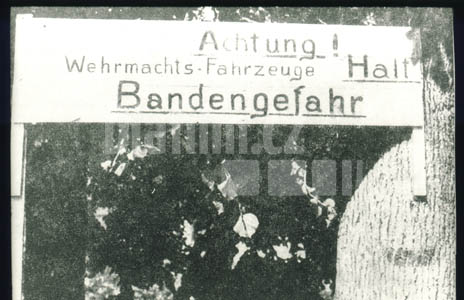 Achtung !
Wehrmachts-Fahrzeuge Halt
Bandengefahr